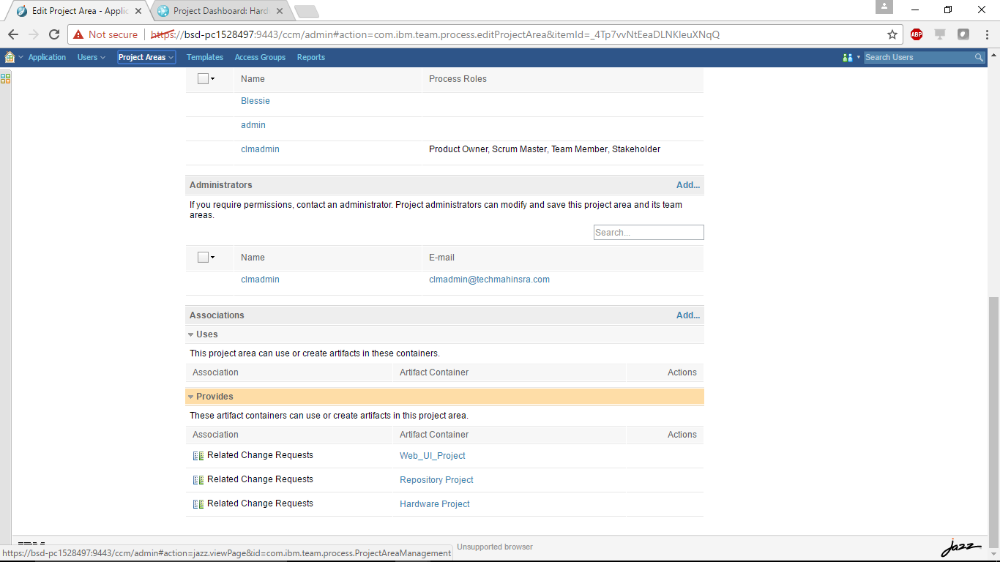 Edit Project Area - Applic
Project Dashboard: Hard
Not secure
https://bsd-pc1528497:9443/ccm/admin#action=com.ibm.team.process.editProjectArea&itemId=_4Tp7vvNtEeaDLNKIeuXNqQ
ABP
Application
Users
Project Areas
Templates
Access Groups
Reports
Search Users
Name Process Roles
Blessie
admin
clmadmin Product Owner, Scrum Master, Team Member, Stakeholder
Administrators Add...
If you require permissions, contact an administrator. Project administrators can modify and save this project area and its team
areas.
Search...
Name E-mail
clmadmin clmadmin@techmahinsra.com
Associations Add...
Uses
This project area can use or create artifacts in these containers.
Association Artifact Container Actions
Provides
These artifact containers can use or create artifacts in this project area.
Association Artifact Container Actions
Related Change Requests Web_UI_Project
Related Change Requests Repository Project
Related Change Requests Hardware Project
https://bsd-pc1528497:9443/ccm/admin#action=jazz.viewPage&id=com.ibm.team.process.ProjectAreaManagement
Unsupported browser
jazz